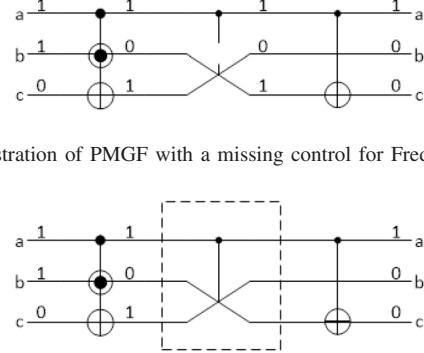 a 1 1 1 1 a
b 1 0 0 0 b
c 0 1 1 0 c
stration of PMGF with a missing control for Fred
a 1 1 1 a
b 1 0 0 b
c 0 1 0 c